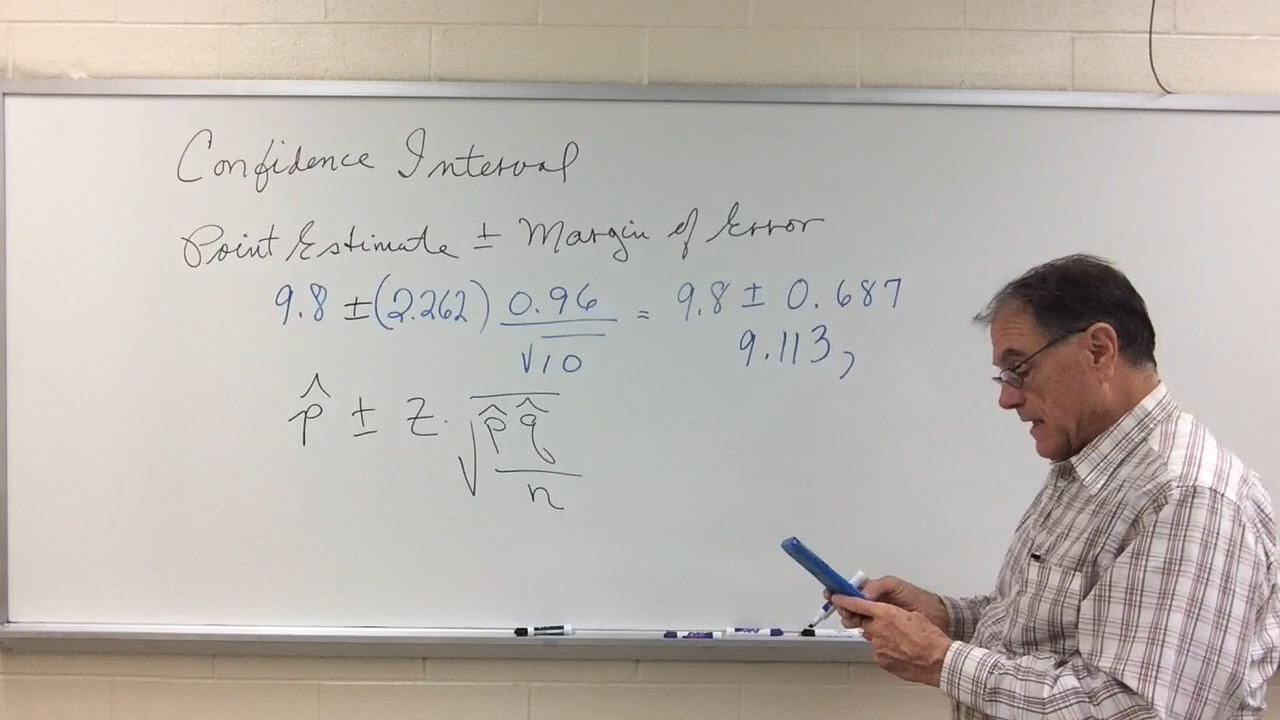 Confidence Interval
Point Estimate ± Margin of Error
9.8 ± (2.262) 0.96 / √10 = 9.8 ± 0.687
9.113,
p̂ ± Z · √(p̂ q̂ / n)